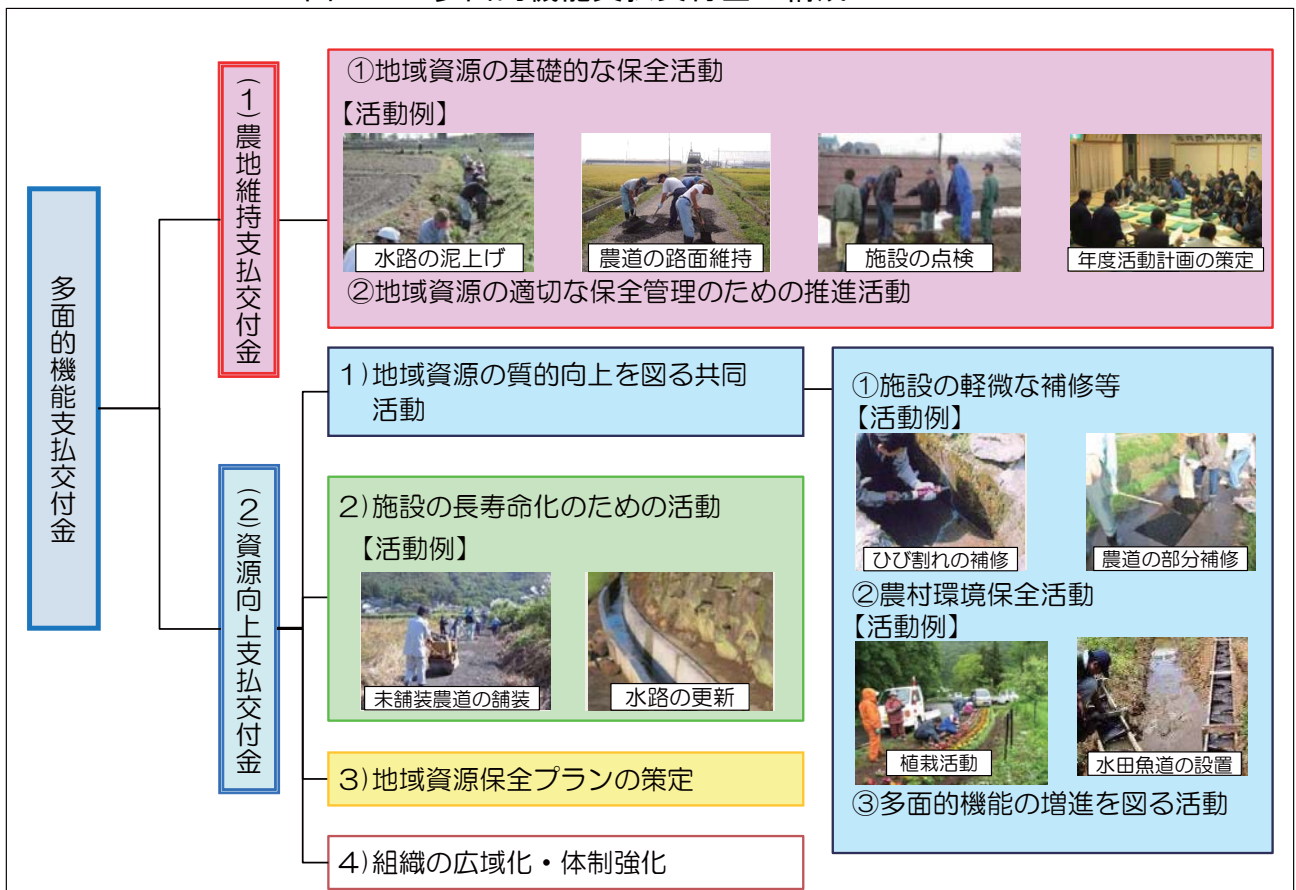 多面的機能支払交付金
(1)農地維持支払交付金
①地域資源の基礎的な保全活動
【活動例】
水路の泥上げ
農道の路面維持
施設の点検
年度活動計画の策定
②地域資源の適切な保全管理のための推進活動
(2)資源向上支払交付金
1)地域資源の質的向上を図る共同
活動
①施設の軽微な補修等
【活動例】
ひび割れの補修
農道の部分補修
②農村環境保全活動
【活動例】
植栽活動
水田魚道の設置
③多面的機能の増進を図る活動
2)施設の長寿命化のための活動
【活動例】
未舗装農道の舗装
水路の更新
3)地域資源保全プランの策定
4)組織の広域化・体制強化